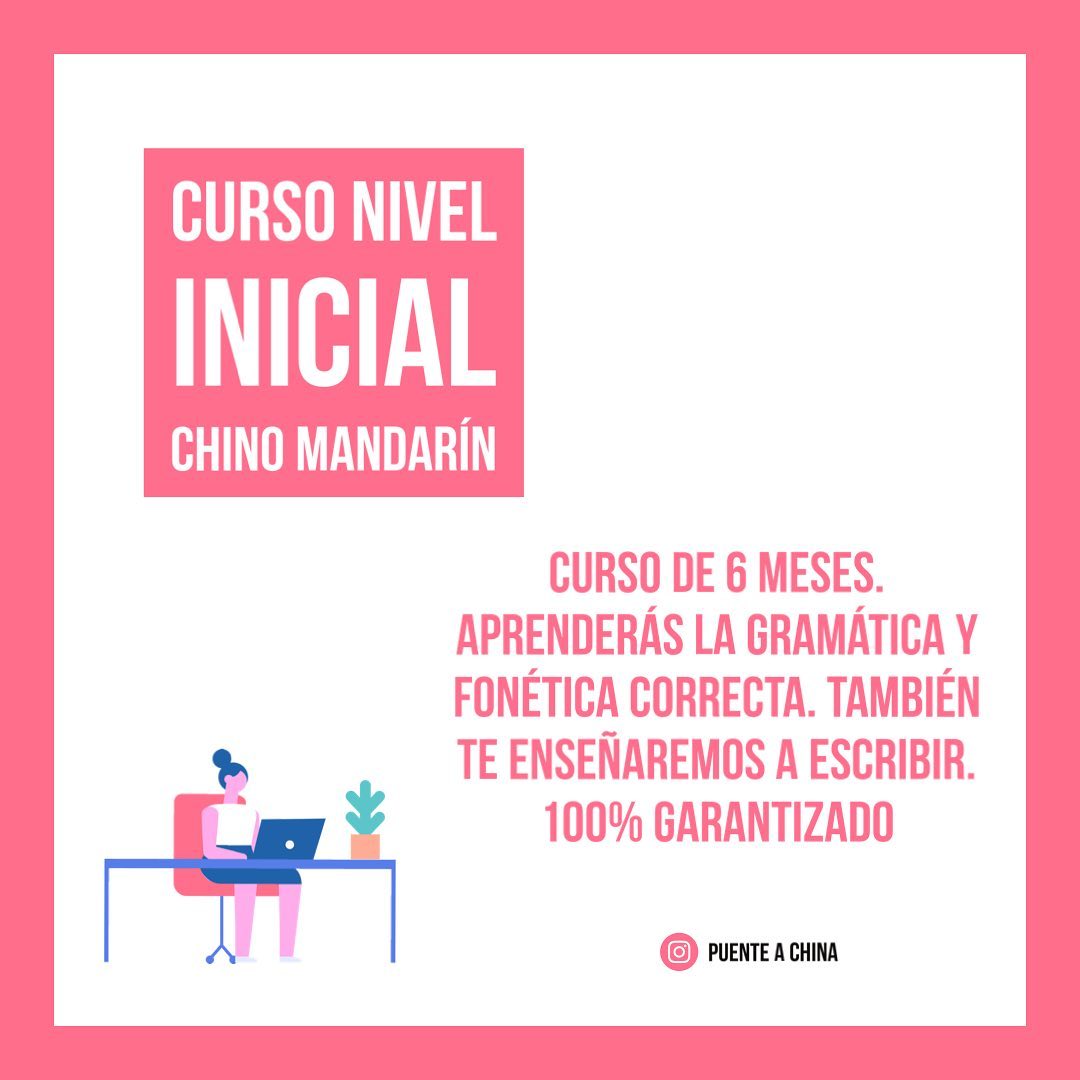 CURSO NIVEL
INICIAL
CHINO MANDARÍN
CURSO DE 6 MESES.
APRENDERÁS LA GRAMÁTICA Y
FONÉTICA CORRECTA. TAMBIÉN
TE ENSEÑAREMOS A ESCRIBIR.
100% GARANTIZADO
PUENTE A CHINA